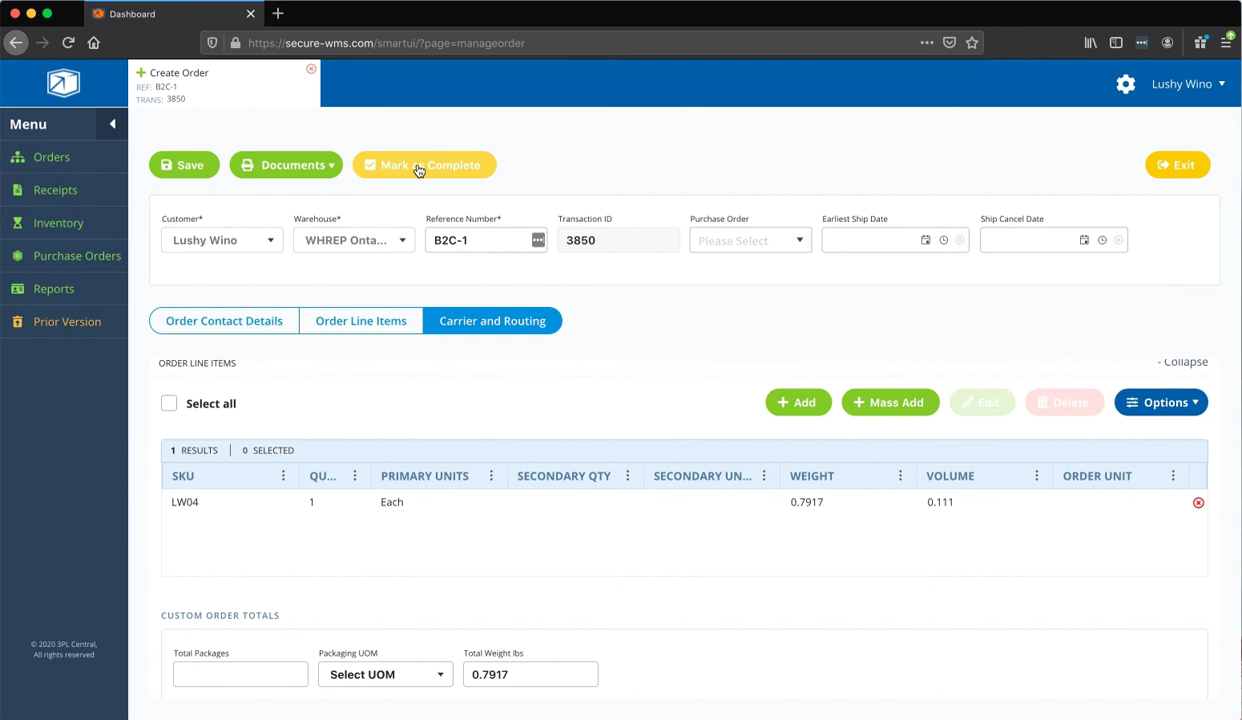 Dashboard
https://secure-wms.com/smartui/?page=manageorder
Create Order
REF: B2C-1
TRANS: 3850
Lushy Wino
Menu
Orders
Receipts
Inventory
Purchase Orders
Reports
Prior Version
© 2020 3PL Central,
All rights reserved
Save
Documents
Mark as Complete
Exit
Customer*
Warehouse*
Reference Number*
Transaction ID
Purchase Order
Earliest Ship Date
Ship Cancel Date
Lushy Wino
WHREP Onta...
B2C-1
3850
Please Select
Order Contact Details
Order Line Items
Carrier and Routing
ORDER LINE ITEMS
- Collapse
Select all
+ Add
+ Mass Add
Edit
Delete
Options
1 RESULTS | 0 SELECTED
SKU QU... PRIMARY UNITS SECONDARY QTY SECONDARY UN... WEIGHT VOLUME ORDER UNIT
LW04 1 Each 0.7917 0.111
CUSTOM ORDER TOTALS
Total Packages
Packaging UOM
Total Weight lbs
Select UOM
0.7917